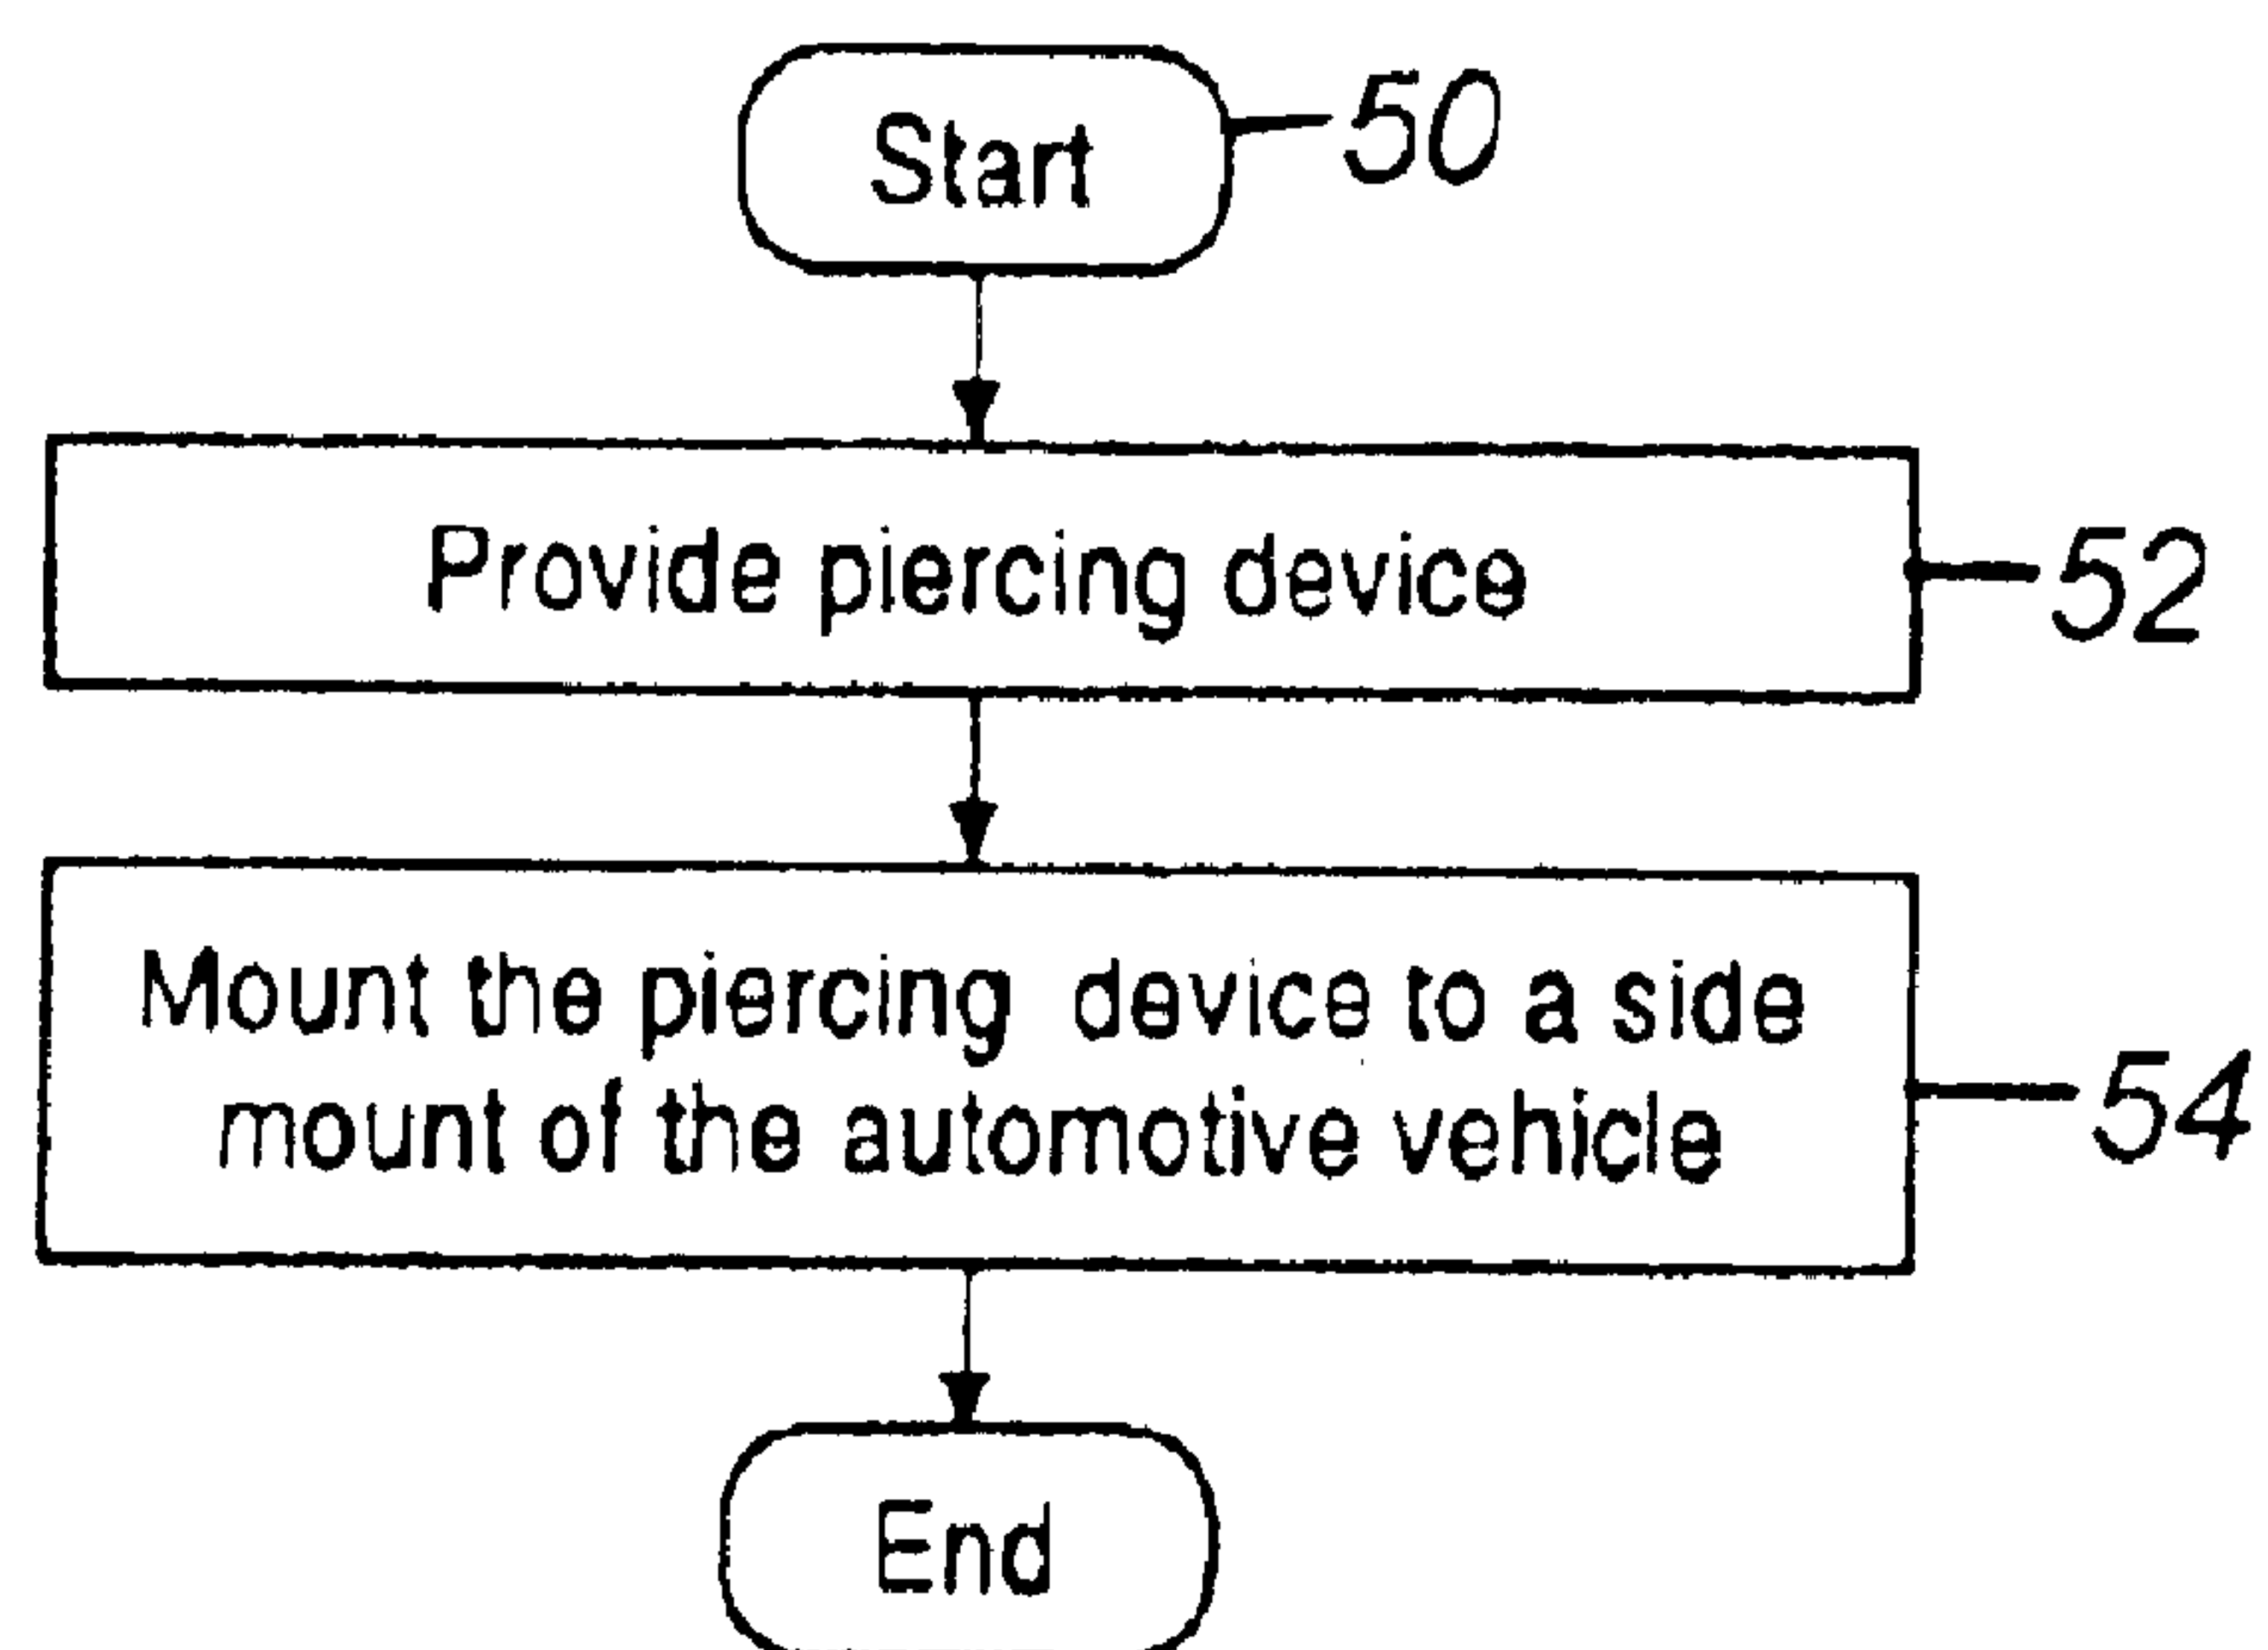 Start
50
Provide piercing device
52
Mount the piercing device to a side
mount of the automotive vehicle
54
End